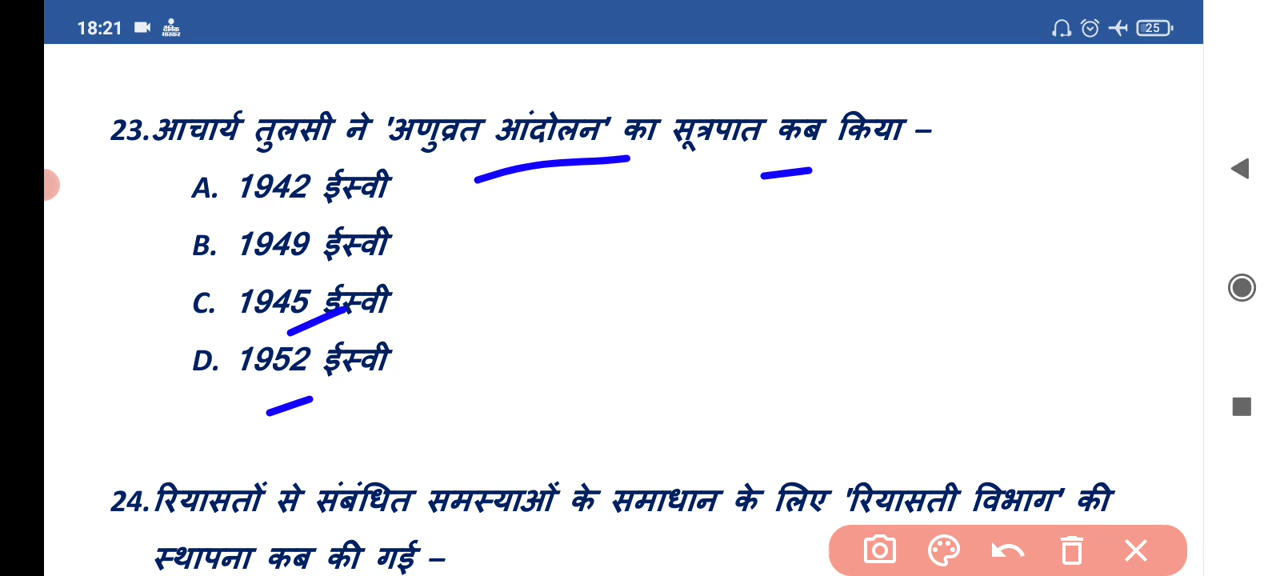 18:21
25
23.आचार्य तुलसी ने 'अणुव्रत आंदोलन' का सूत्रपात कब किया –
A. 1942 ईस्वी
B. 1949 ईस्वी
C. 1945 ईस्वी
D. 1952 ईस्वी
24.रियासतों से संबंधित समस्याओं के समाधान के लिए 'रियासती विभाग' की
स्थापना कब की गई –